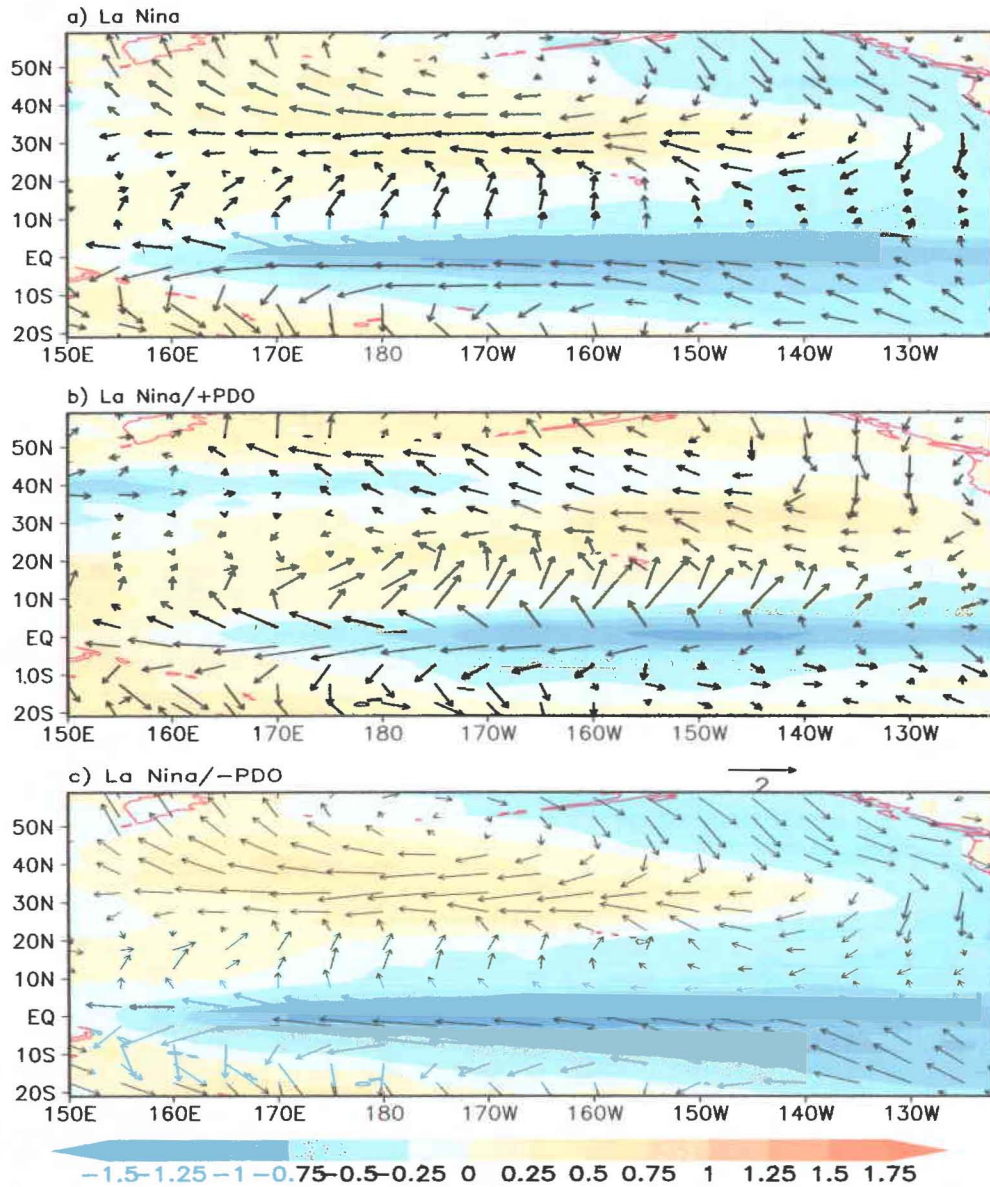 a) La Nina
50N
40N
30N
20N
10N
EQ
10S
20S
150E 160E 170E 180 170W 160W 150W 140W 130W
b) La Nina/+PDO
50N
40N
30N
20N
10N
EQ
10S
20S
150E 160E 170E 180 170W 160W 150W 140W 130W
c) La Nina/−PDO
2
50N
40N
30N
20N
10N
EQ
10S
20S
150E 160E 170E 180 170W 160W 150W 140W 130W
−1.5 −1.25 −1 −0.75 −0.5 −0.25 0 0.25 0.5 0.75 1 1.25 1.5 1.75